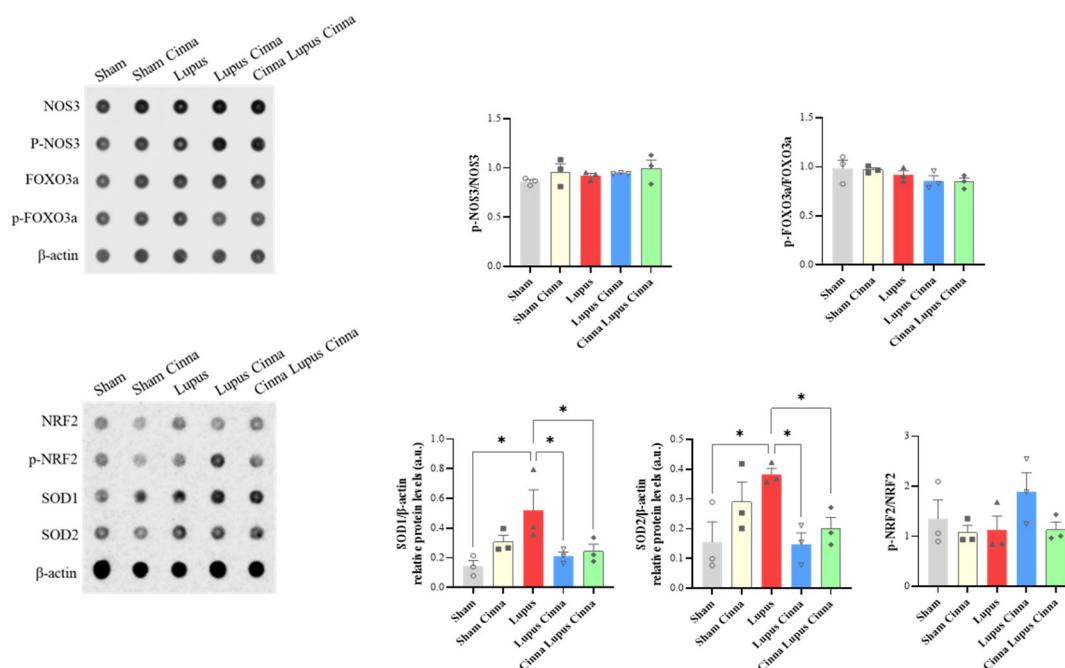 Sham
Sham Cinna
Lupus
Lupus Cinna
Cinna Lupus Cinna
NOS3
P-NOS3
FOXO3a
p-FOXO3a
β-actin
p-NOS3/NOS3
1.5
1.0
0.5
0.0
Sham
Sham Cinna
Lupus
Lupus Cinna
Cinna Lupus Cinna
p-FOXO3a/FOXO3a
1.5
1.0
0.5
0.0
Sham
Sham Cinna
Lupus
Lupus Cinna
Cinna Lupus Cinna
Sham
Sham Cinna
Lupus
Lupus Cinna
Cinna Lupus Cinna
NRF2
p-NRF2
SOD1
SOD2
β-actin
SOD1/β-actin
relative protein levels (a.u.)
1.0
0.8
0.6
0.4
0.2
0.0
* * *
Sham
Sham Cinna
Lupus
Lupus Cinna
Cinna Lupus Cinna
SOD2/β-actin
relative protein levels (a.u.)
0.5
0.4
0.3
0.2
0.1
0.0
* * *
Sham
Sham Cinna
Lupus
Lupus Cinna
Cinna Lupus Cinna
p-NRF2/NRF2
3
2
1
0
Sham
Sham Cinna
Lupus
Lupus Cinna
Cinna Lupus Cinna